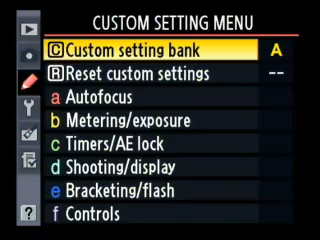 CUSTOM SETTING MENU
C Custom setting bank A
R Reset custom settings --
a Autofocus
b Metering/exposure
c Timers/AE lock
d Shooting/display
e Bracketing/flash
f Controls
?